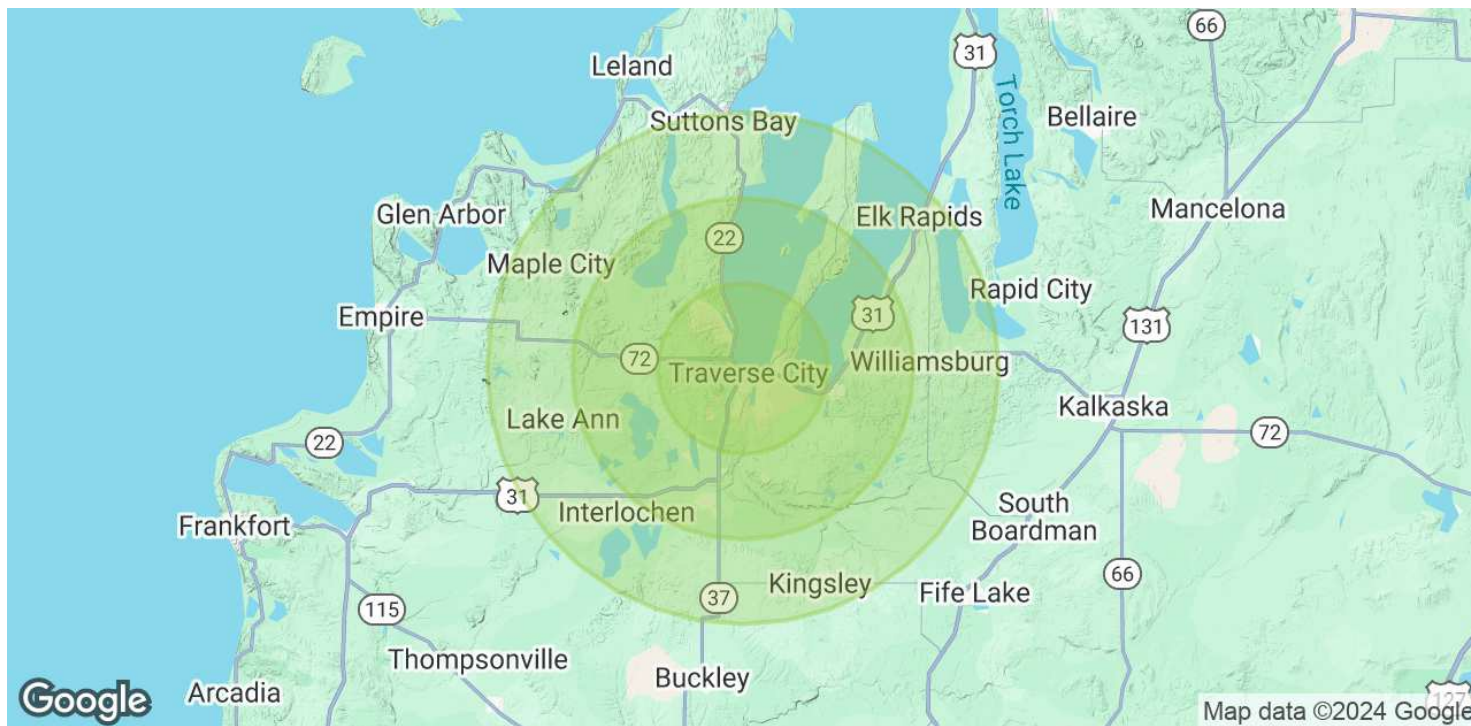 66
31
Leland
Torch Lake
Bellaire
Suttons Bay
Glen Arbor
Elk Rapids
Mancelona
22
Maple City
Rapid City
Empire
31
131
72
Traverse City
Williamsburg
Kalkaska
Lake Ann
22
72
31
Interlochen
South
Boardman
Frankfort
66
Kingsley
Fife Lake
37
115
Thompsonville
Buckley
Arcadia
127
Google
Map data ©2024 Google